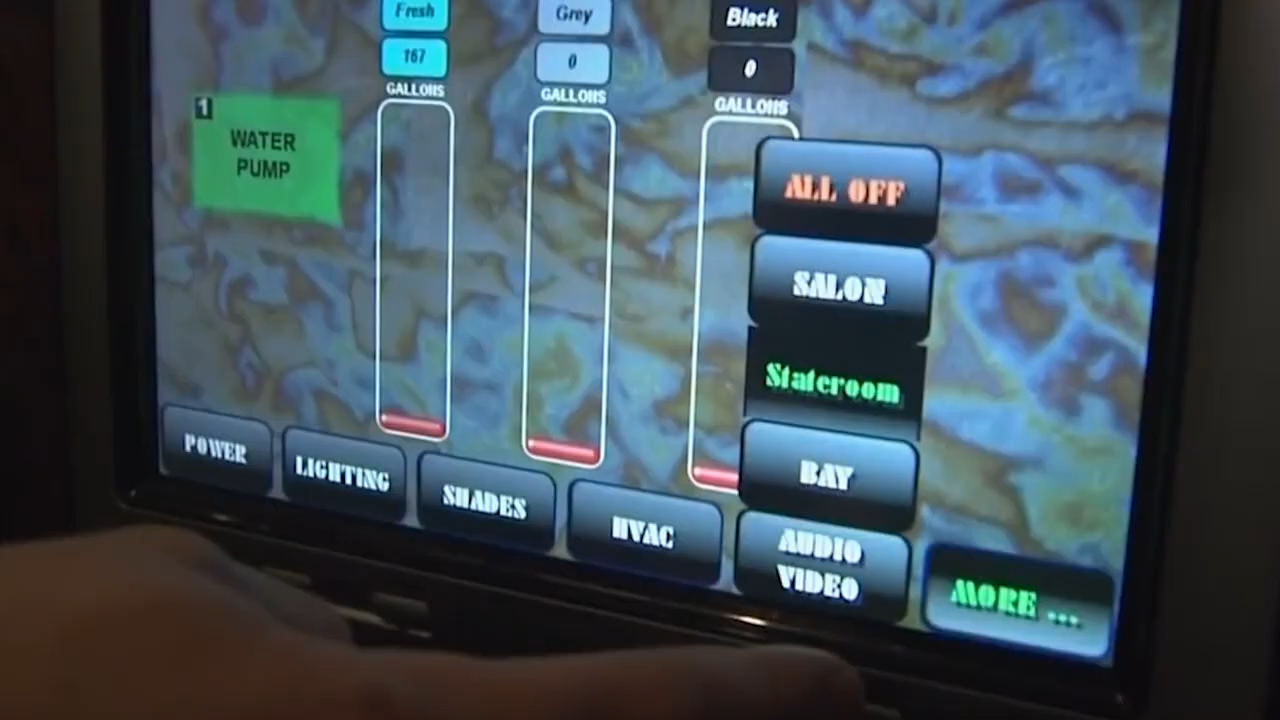 Fresh
Grey
Black
167
0
0
GALLONS
GALLONS
GALLONS
1
WATER
PUMP
ALL OFF
SALON
Stateroom
BAY
POWER
LIGHTING
SHADES
HVAC
AUDIO
VIDEO
MORE ...